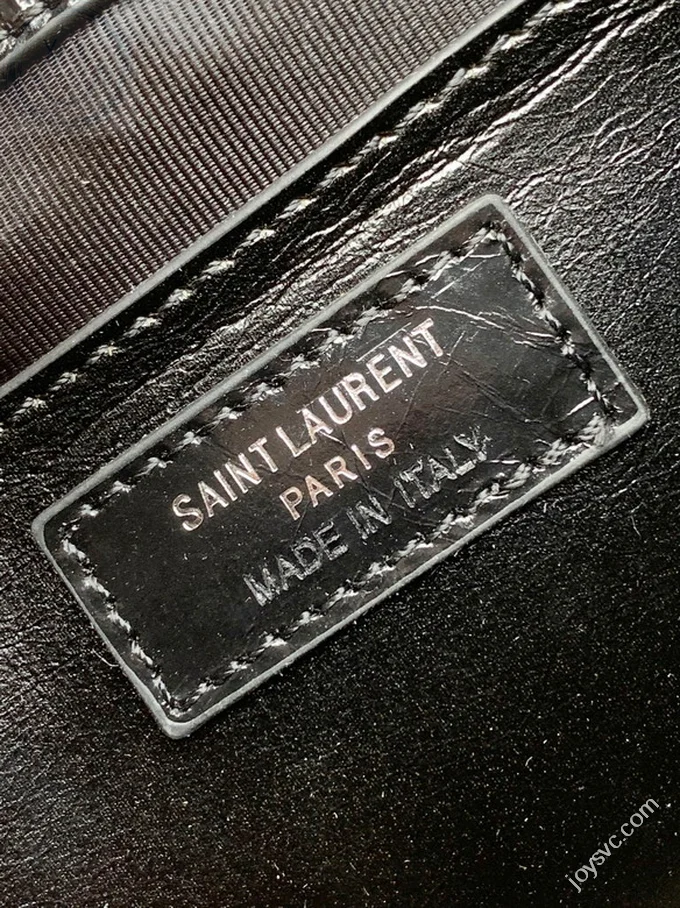 SAINT LAURENT
PARIS
MADE IN ITALY
joysvc.com